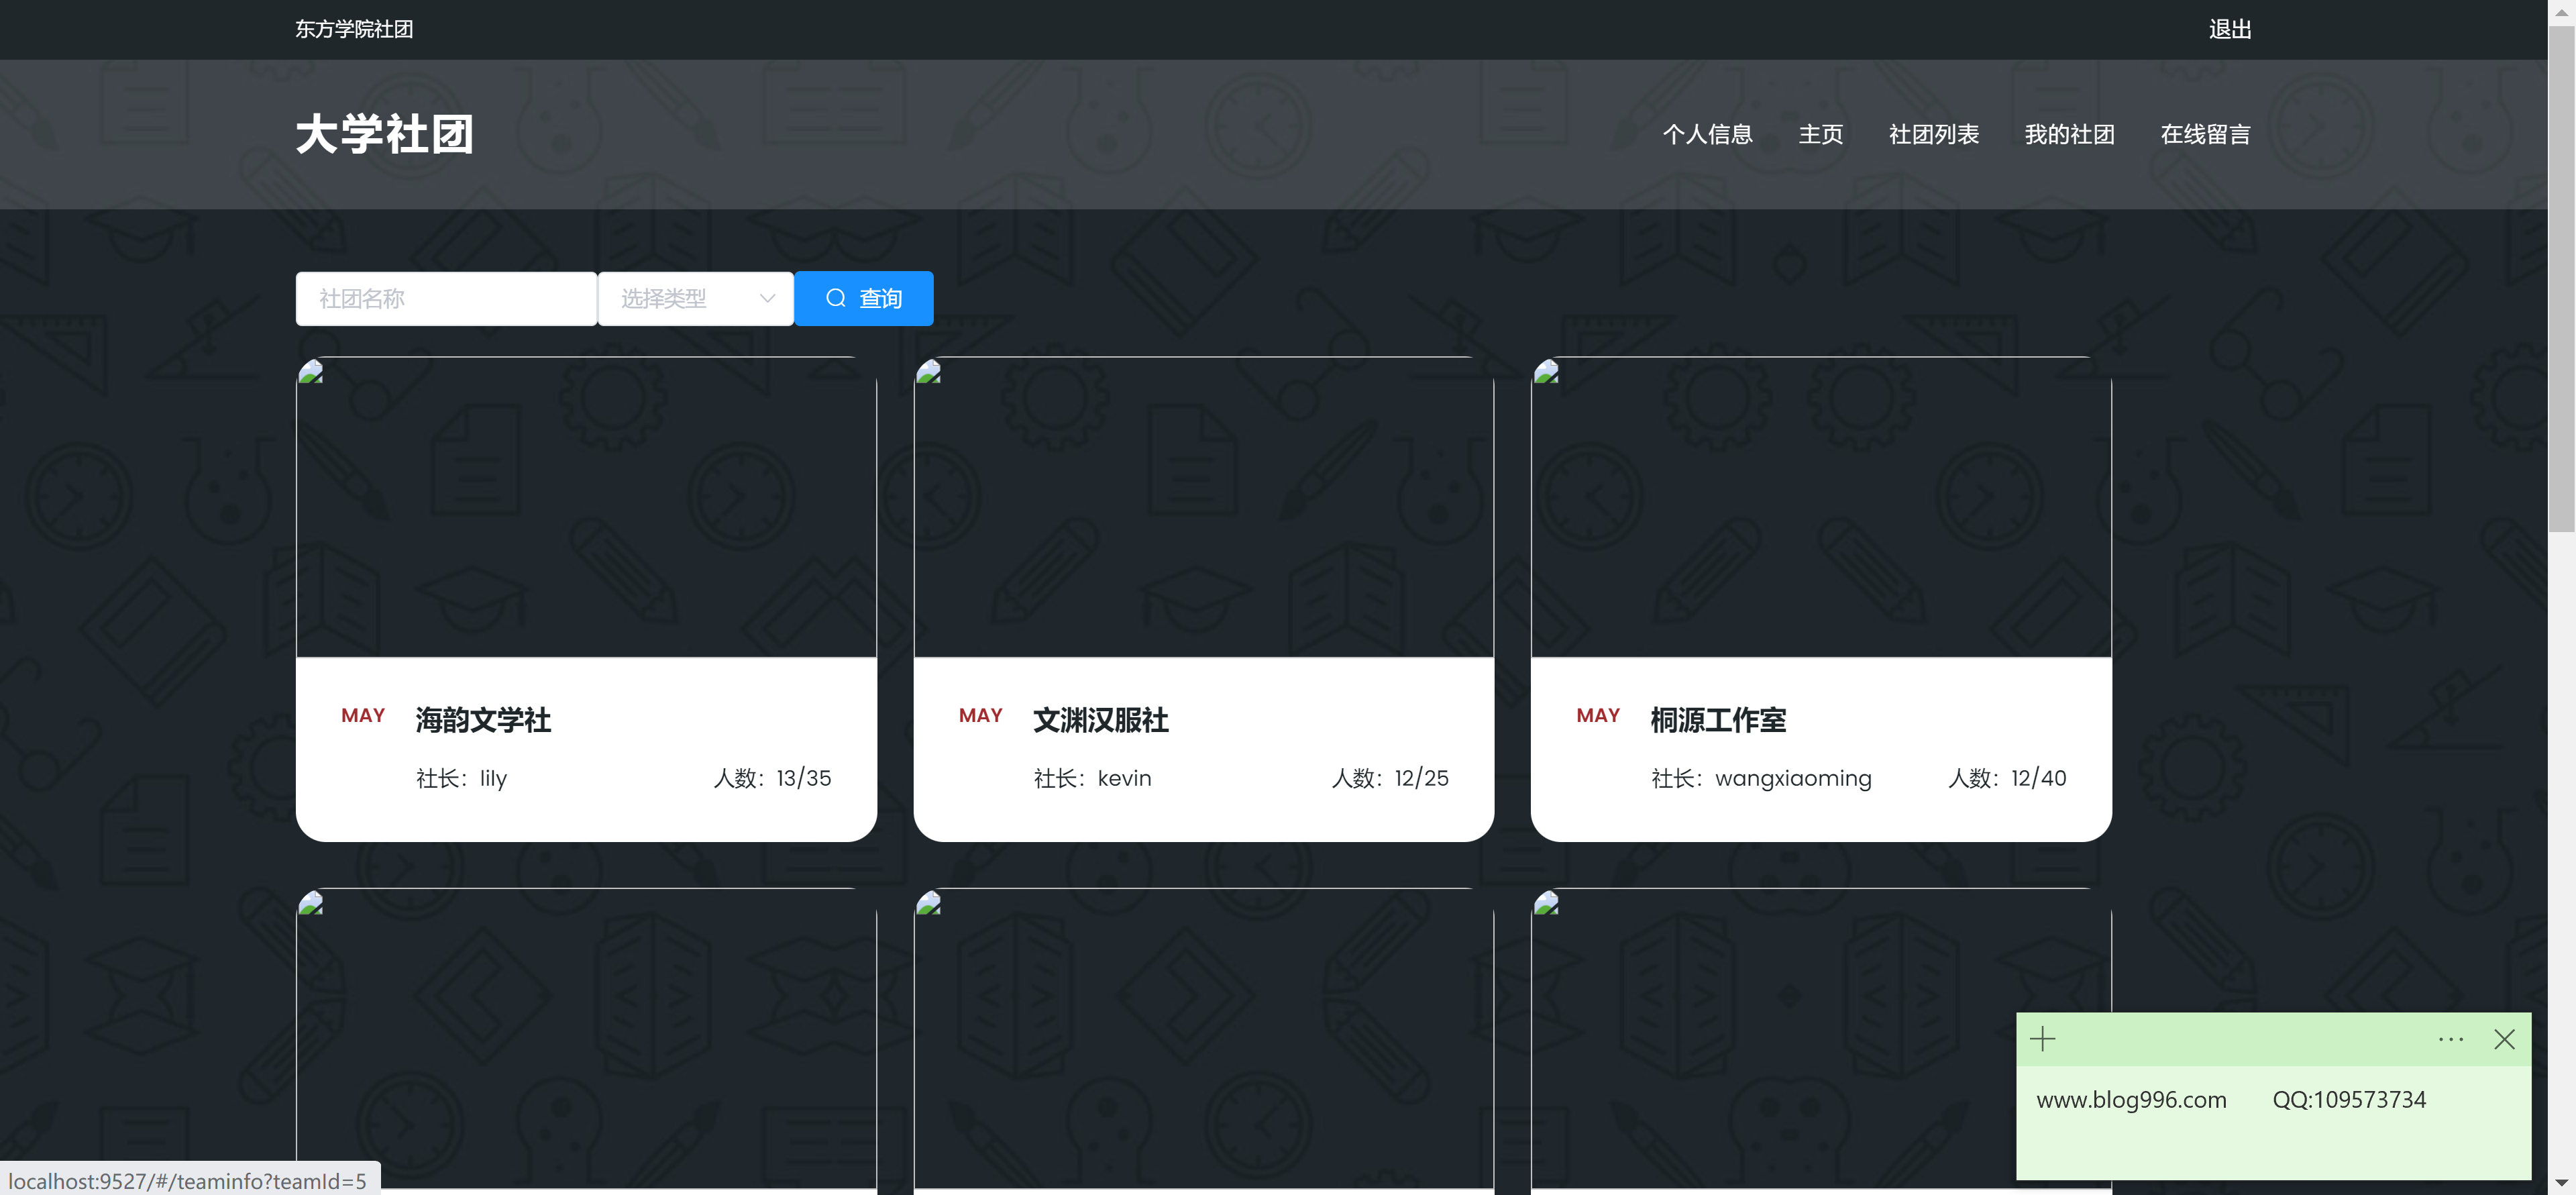 东方学院社团 退出
大学社团 个人信息 主页 社团列表 我的社团 在线留言
社团名称 选择类型 查询
MAY 海韵文学社
社长：lily 人数：13/35
MAY 文渊汉服社
社长：kevin 人数：12/25
MAY 桐源工作室
社长：wangxiaoming 人数：12/40
www.blog996.com QQ:109573734
localhost:9527/#/teaminfo?teamId=5